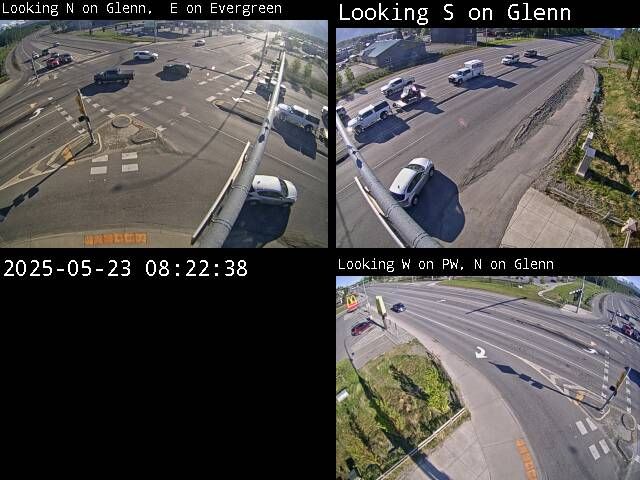 Looking N on Glenn,  E on Evergreen
Looking S on Glenn
2025-05-23 08:22:38
Looking W on PW, N on Glenn